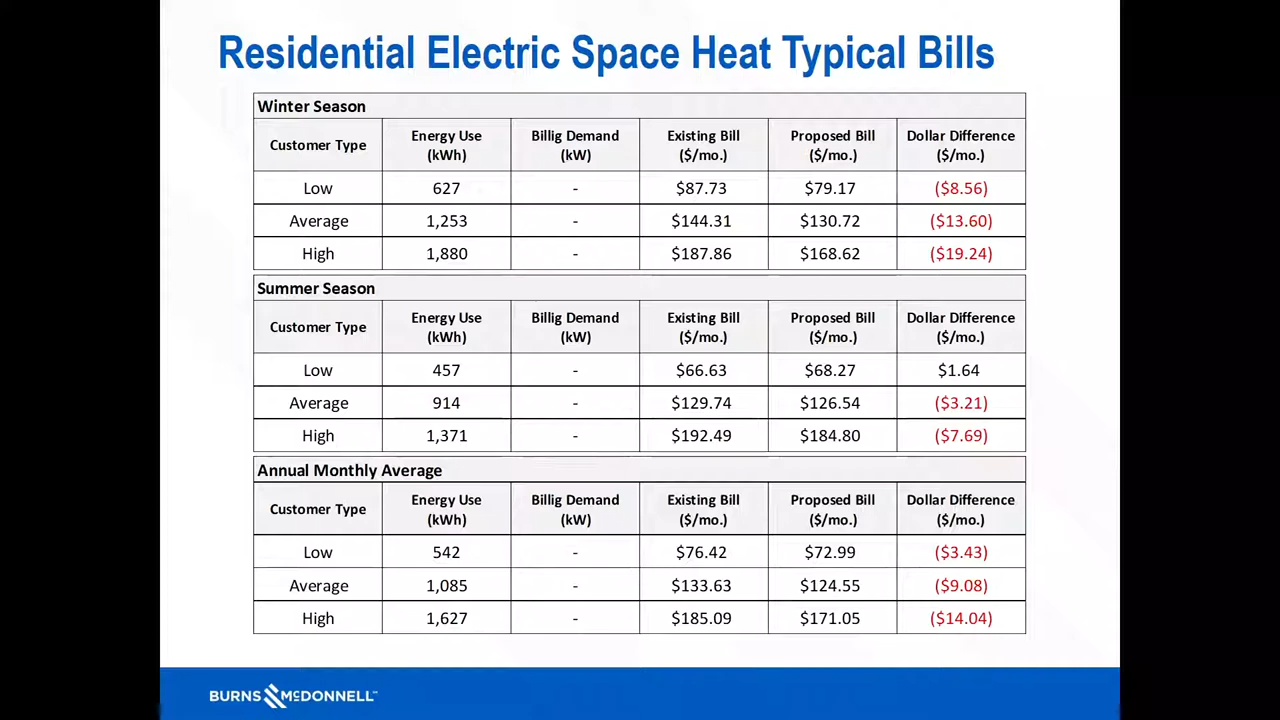 Residential Electric Space Heat Typical Bills
Winter Season
Customer Type Energy Use (kWh) Billig Demand (kW) Existing Bill ($/mo.) Proposed Bill ($/mo.) Dollar Difference ($/mo.)
Low 627 - $87.73 $79.17 ($8.56)
Average 1,253 - $144.31 $130.72 ($13.60)
High 1,880 - $187.86 $168.62 ($19.24)
Summer Season
Customer Type Energy Use (kWh) Billig Demand (kW) Existing Bill ($/mo.) Proposed Bill ($/mo.) Dollar Difference ($/mo.)
Low 457 - $66.63 $68.27 $1.64
Average 914 - $129.74 $126.54 ($3.21)
High 1,371 - $192.49 $184.80 ($7.69)
Annual Monthly Average
Customer Type Energy Use (kWh) Billig Demand (kW) Existing Bill ($/mo.) Proposed Bill ($/mo.) Dollar Difference ($/mo.)
Low 542 - $76.42 $72.99 ($3.43)
Average 1,085 - $133.63 $124.55 ($9.08)
High 1,627 - $185.09 $171.05 ($14.04)
BURNS McDONNELL